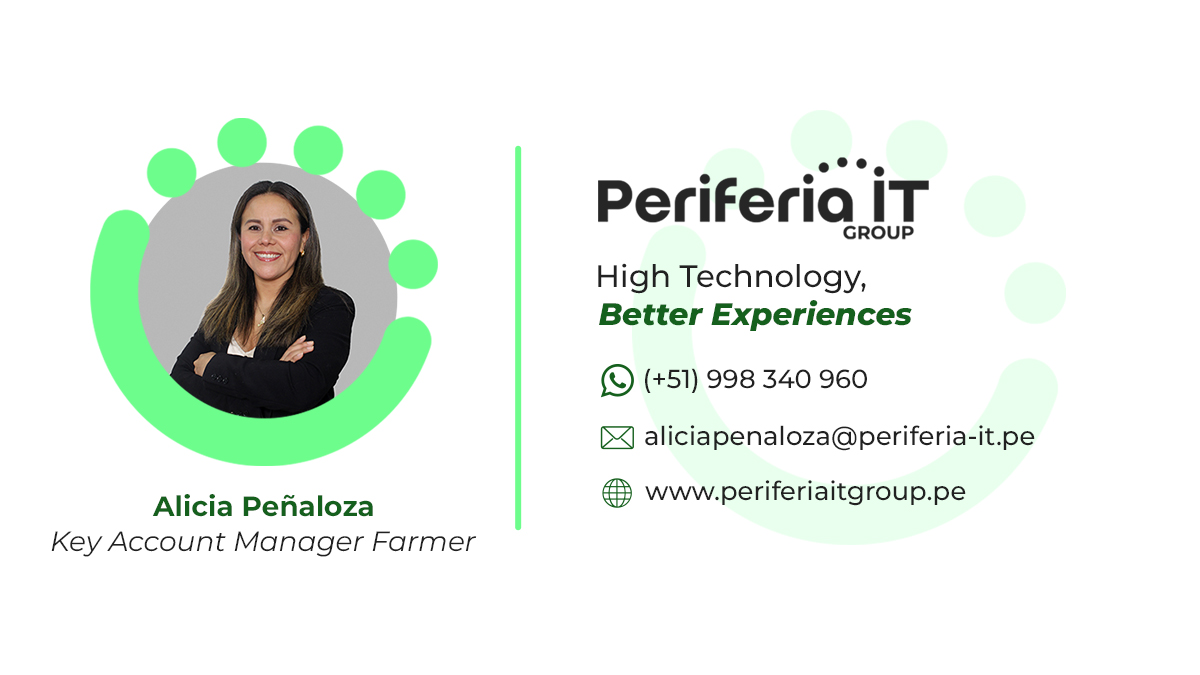 Alicia Peñaloza
Key Account Manager Farmer
Periferia IT
GROUP
High Technology,
Better Experiences
(+51) 998 340 960
aliciapenaloza@periferia-it.pe
www.periferiaitgroup.pe